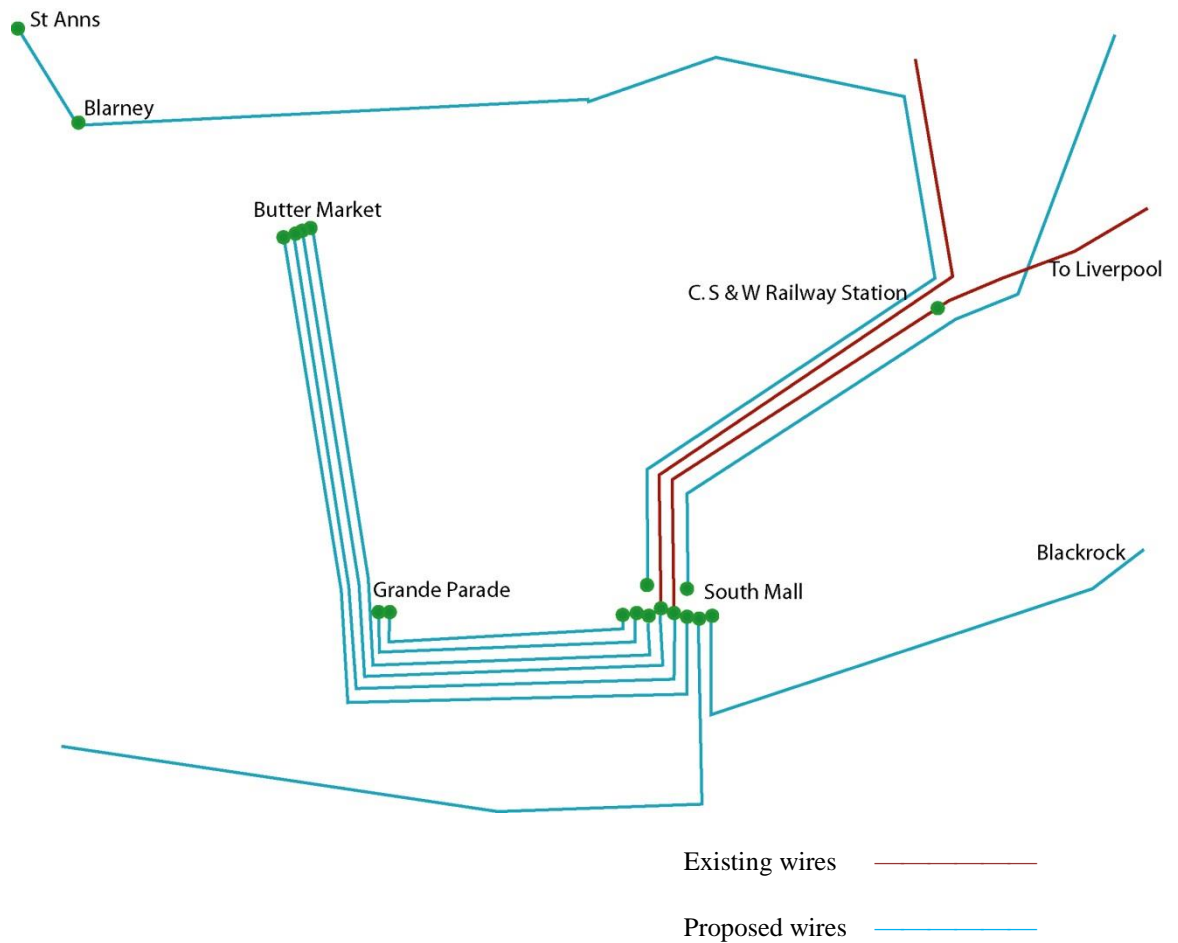 St Anns
Blarney
Butter Market
To Liverpool
C. S & W Railway Station
Blackrock
Grande Parade
South Mall
Existing wires
Proposed wires